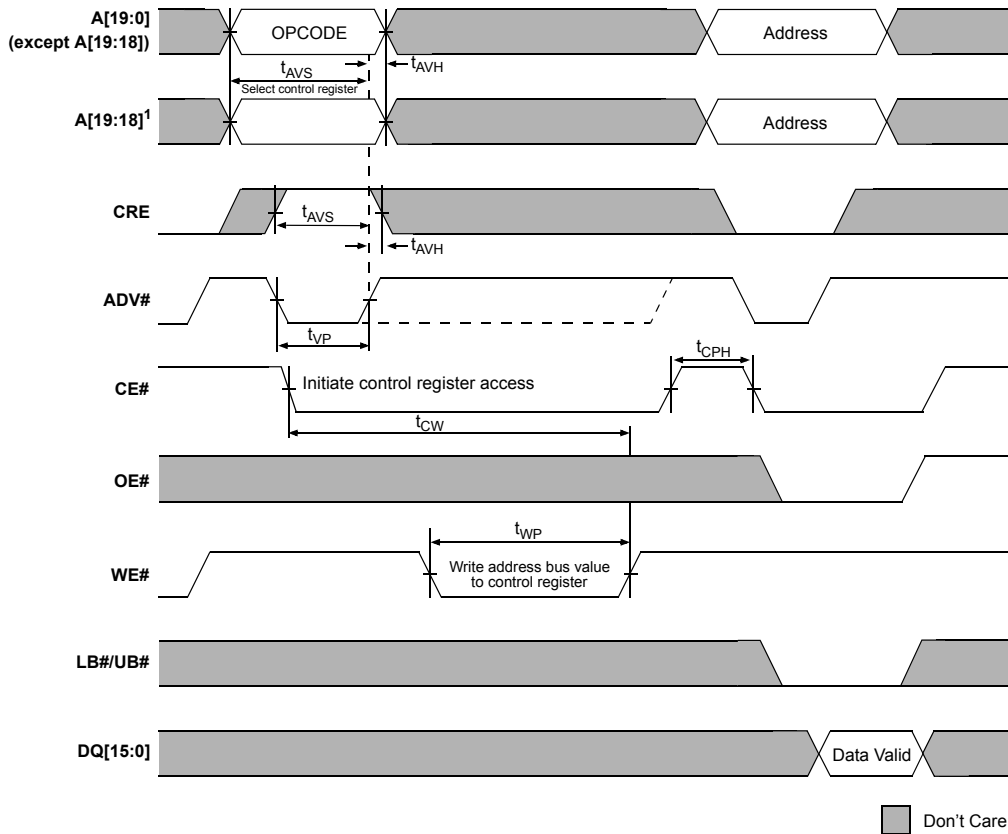 A[19:0]
(except A[19:18])
OPCODE
Address
tAVS
tAVH
Select control register
A[19:18]1
Address
CRE
tAVS
tAVH
ADV#
tVP
tCPH
CE#
Initiate control register access
tCW
OE#
tWP
WE#
Write address bus value
to control register
LB#/UB#
DQ[15:0]
Data Valid
Don't Care